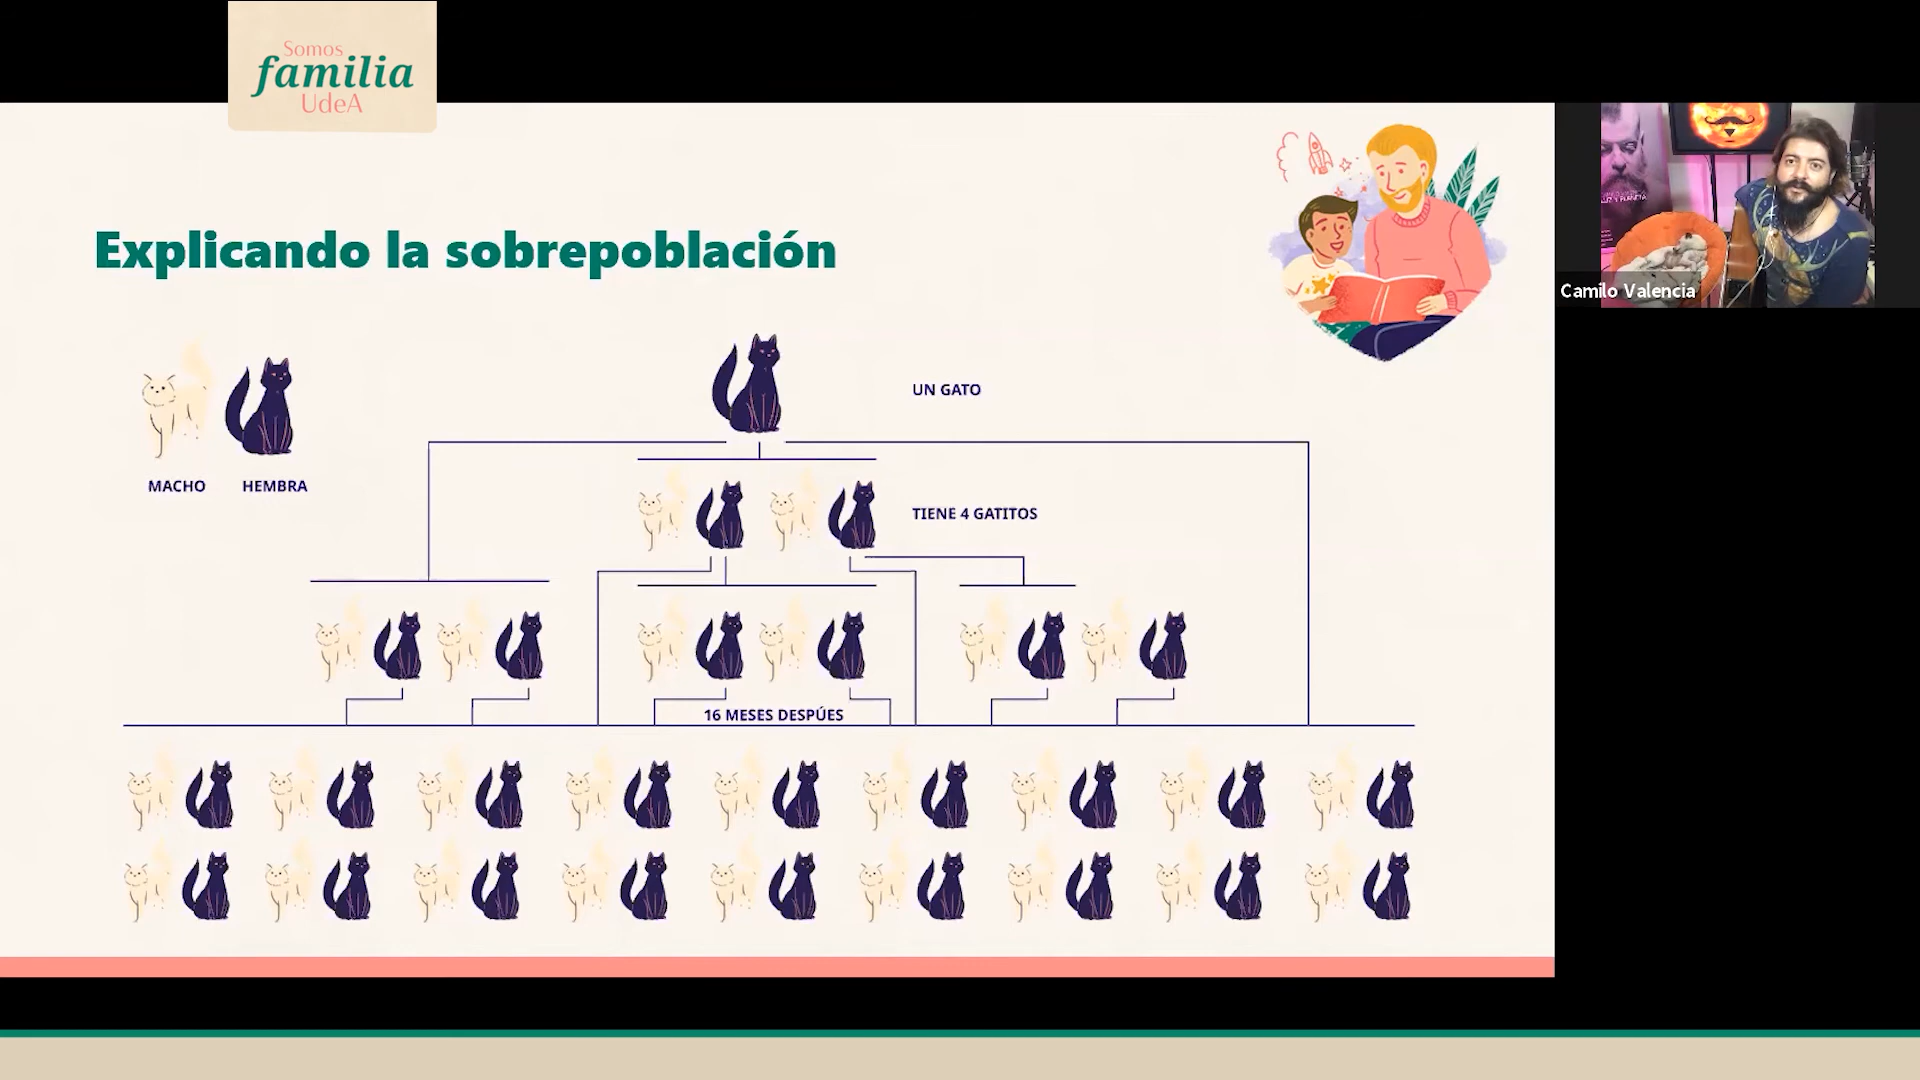 Somos
familia
UdeA
Explicando la sobrepoblación
UN GATO
MACHO
HEMBRA
TIENE 4 GATITOS
16 MESES DESPÚES
Camilo Valencia